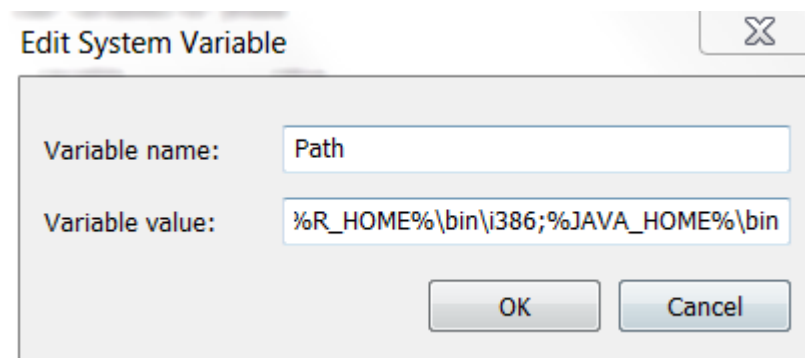 Edit System Variable
Variable name: Path
Variable value: %R_HOME%\bin\i386;%JAVA_HOME%\bin
OK Cancel